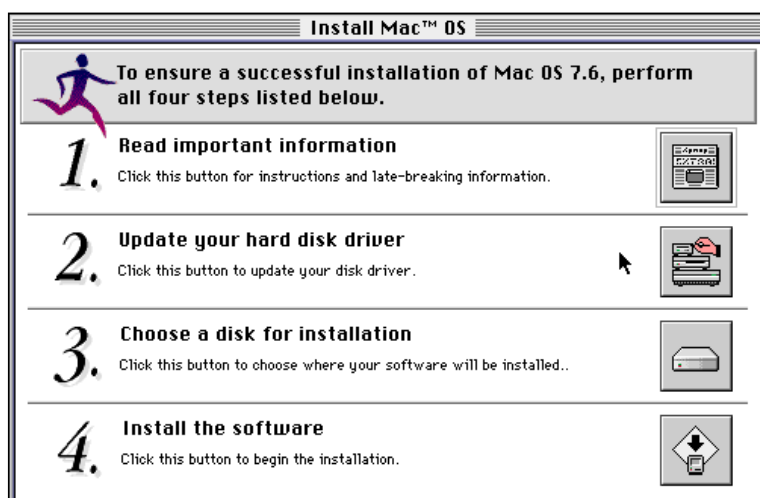 Install Mac™ OS
To ensure a successful installation of Mac OS 7.6, perform
all four steps listed below.
1. Read important information
Click this button for instructions and late-breaking information.
EXTRA!
2. Update your hard disk driver
Click this button to update your disk driver.
3. Choose a disk for installation
Click this button to choose where your software will be installed..
4. Install the software
Click this button to begin the installation.